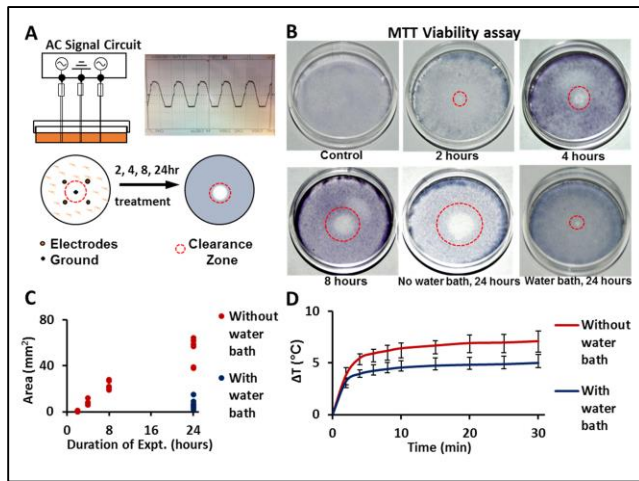 A
AC Signal Circuit
2, 4, 8, 24hr
treatment
Electrodes
Ground
Clearance
Zone
B
MTT Viability assay
Control
2 hours
4 hours
8 hours
No water bath, 24 hours
Water bath, 24 hours
C
Area (mm²)
80
40
0
0
8
16
24
Duration of Expt. (hours)
Without
water
bath
With
water
bath
D
ΔT (°C)
10
5
0
0
10
20
30
Time (min)
Without
water bath
With
water bath